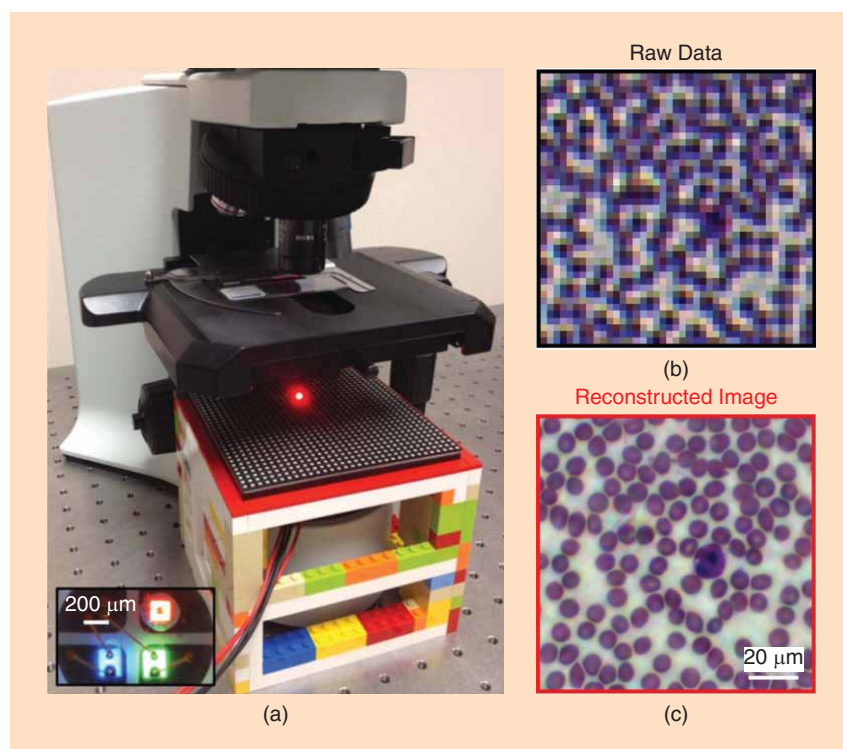 Raw Data
(b)
Reconstructed Image
200 μm
20 μm
(a)
(c)